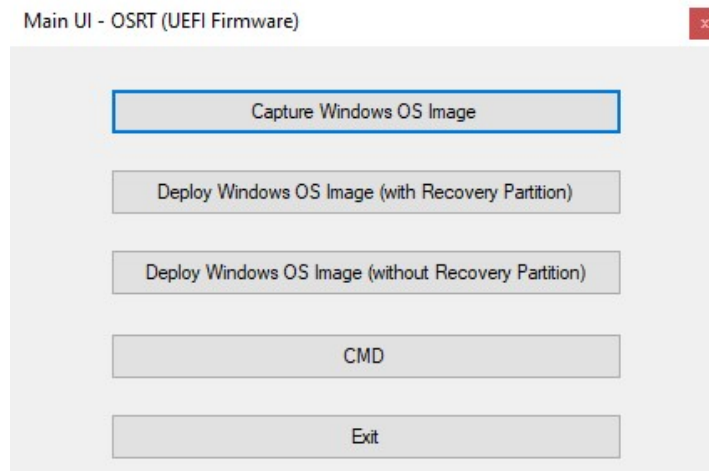 Main UI - OSRT (UEFI Firmware)
x
Capture Windows OS Image
Deploy Windows OS Image (with Recovery Partition)
Deploy Windows OS Image (without Recovery Partition)
CMD
Exit